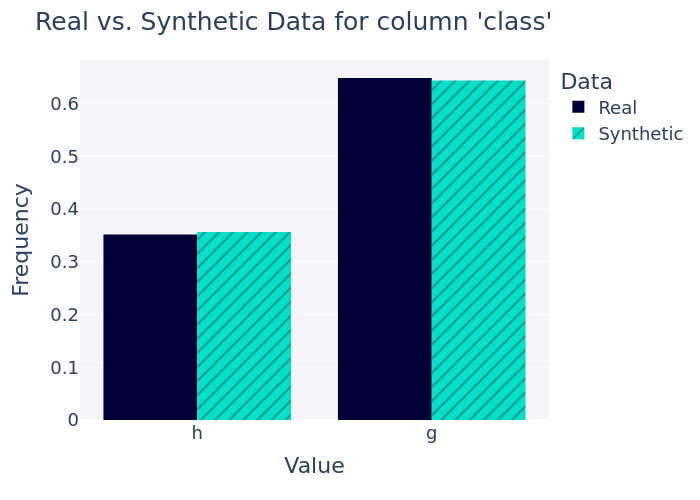 Real vs. Synthetic Data for column 'class'
Data
Real
Synthetic
Frequency
0.6
0.5
0.4
0.3
0.2
0.1
0
h
g
Value